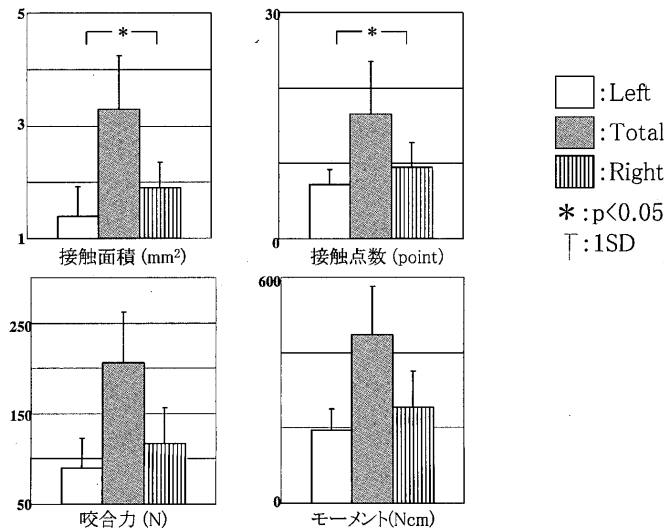 5
3
1
* 
接触面積 (mm²)
30
0
*
接触点数 (point)
:Left
:Total
:Right
*:p<0.05
:1SD
250
150
50
咬合力 (N)
600
0
モーメント(Ncm)